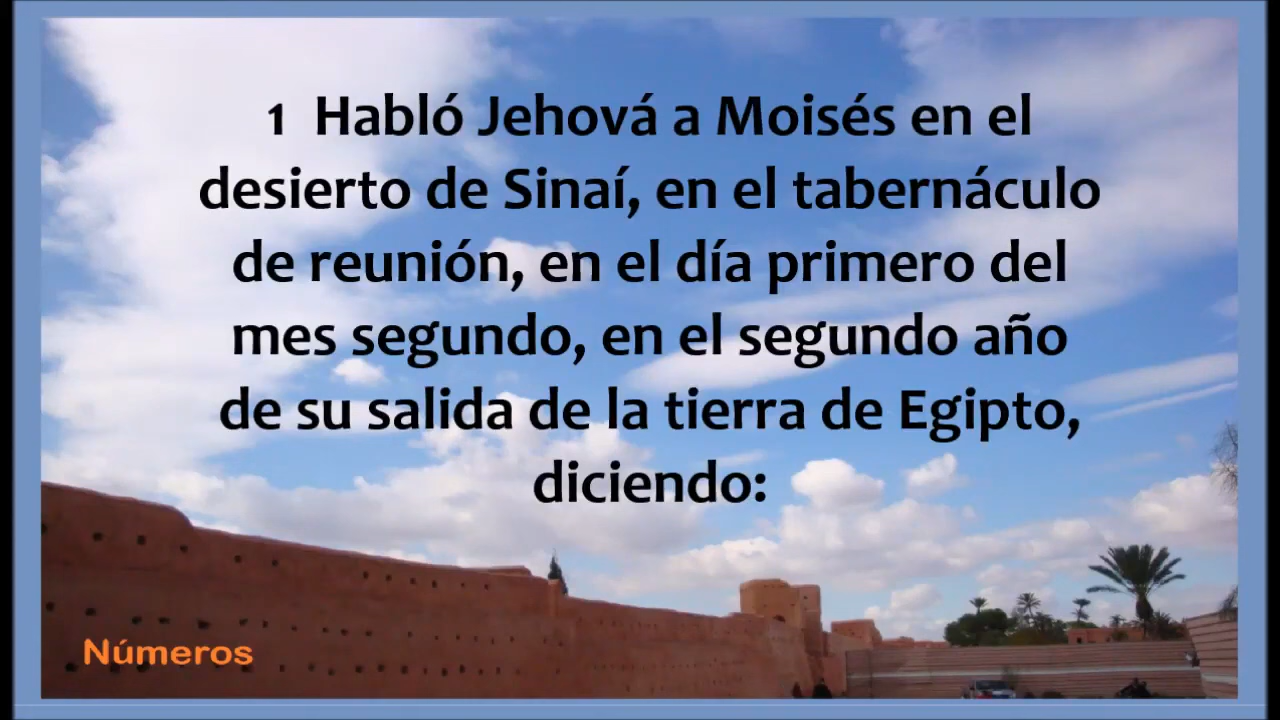 1 Habló Jehová a Moisés en el
desierto de Sinaí, en el tabernáculo
de reunión, en el día primero del
mes segundo, en el segundo año
de su salida de la tierra de Egipto,
diciendo:
Números